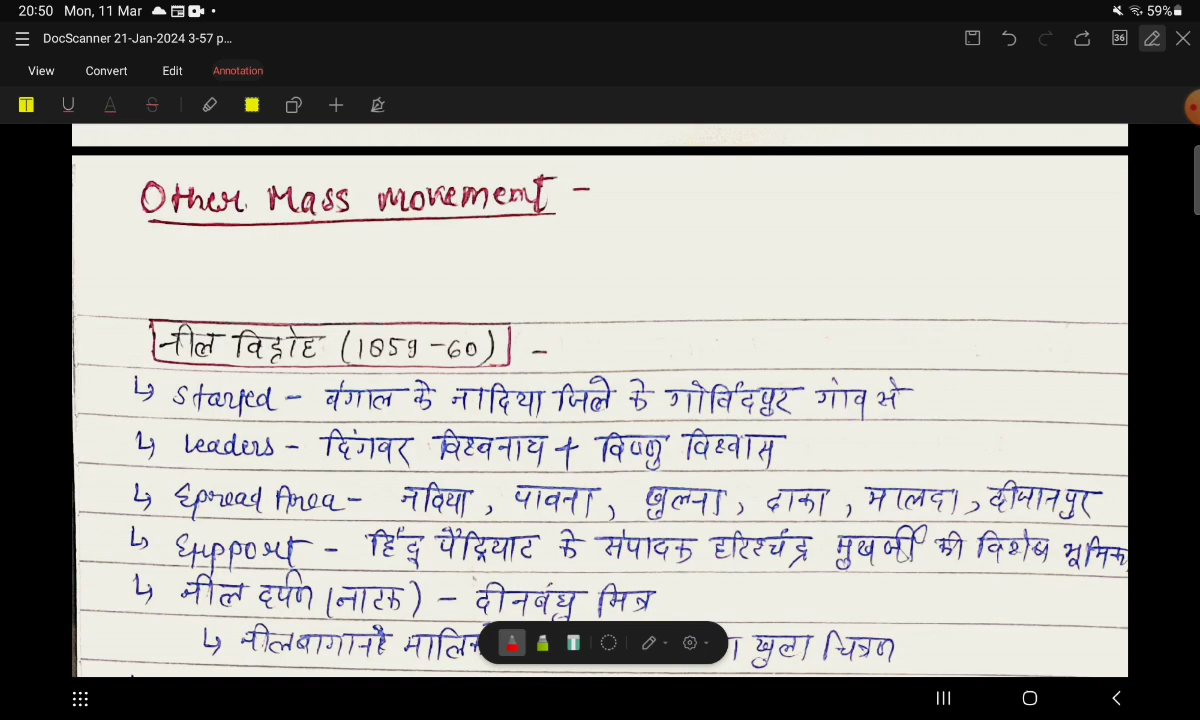 20:50 Mon, 11 Mar 59%
DocScanner 21-Jan-2024 3-57 p... 36
View Convert Edit Annotation
T U A S
Other Mass Movement -
नील विद्रोह (1859-60) -
↳ Started - बंगाल के नादिया जिले के गोविंदपुर गांव से
↳ Leaders - दिंगबर विश्वनाथ + विष्णु विश्वास
↳ Spread Area - नदिया, पावना, खुलना, ढाका, मालदा, दीनाजपुर
↳ Support - हिंदू पैट्रियाट के संपादक हरिश्चंद्र मुखर्जी की विशेष भूमिका
↳ नील दर्पण (नाटक) - दीनबंधु मित्र
↳ नीलबागान मालि खुला चित्रण